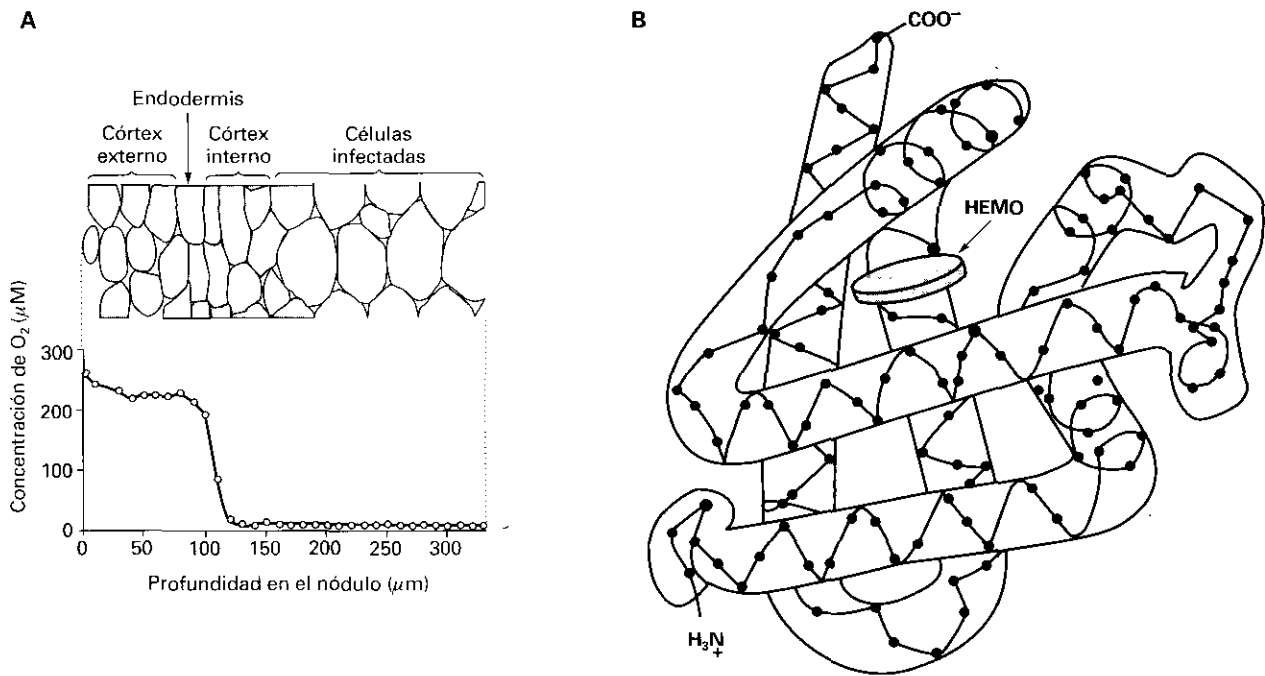 A
Endodermis
Córtex
externo
Córtex
interno
Células
infectadas
Concentración de O₂ (μM)
300
200
100
0
0 50 100 150 200 250 300
Profundidad en el nódulo (μm)
B
COO⁻
HEMO
H₃N
+